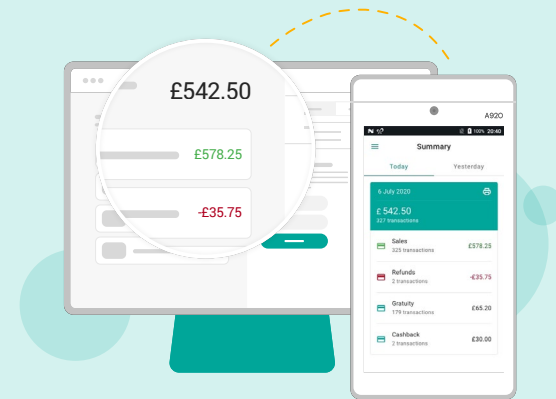 £542.50
£578.25
-£35.75
A920
100% 20:40
Summary
Today Yesterday
6 July 2020
£ 542.50
327 transactions
Sales
325 transactions £578.25
Refunds
2 transactions -£35.75
Gratuity
179 transactions £65.20
Cashback
2 transactions £30.00